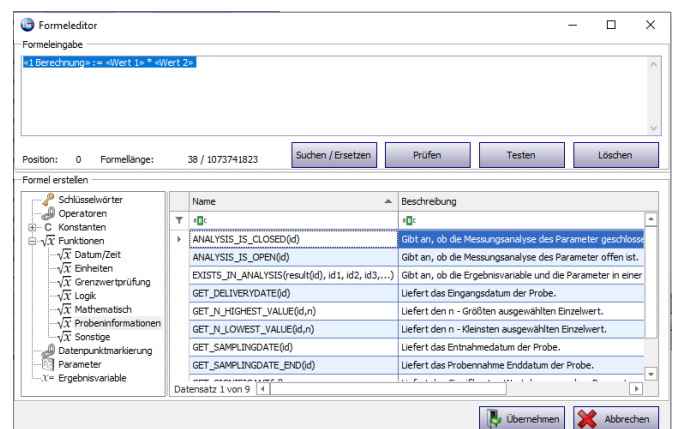 Formeleditor
Formeleingabe
«1 Berechnung» := «Wert 1» * «Wert 2»
Position: 0 Formellänge: 38 / 1073741823
Suchen / Ersetzen
Prüfen
Testen
Löschen
Formel erstellen
Schlüsselwörter
Operatoren
C Konstanten
√x Funktionen
√x Datum/Zeit
√x Einheiten
√x Grenzwertprüfung
√x Logik
√x Mathematisch
√x Probeninformationen
√x Sonstige
Datenpunktmarkierung
Parameter
x= Ergebnisvariable
Name Beschreibung
ANALYSIS_IS_CLOSED(id) Gibt an, ob die Messungsanalyse des Parameter geschlosse
ANALYSIS_IS_OPEN(id) Gibt an, ob die Messungsanalyse des Parameter offen ist.
EXISTS_IN_ANALYSIS(result(id), id1, id2, id3,...) Gibt an, ob die Ergebnisvariable und die Parameter in einer
GET_DELIVERYDATE(id) Liefert das Eingangsdatum der Probe.
GET_N_HIGHEST_VALUE(id,n) Liefert den n - Größten ausgewählten Einzelwert.
GET_N_LOWEST_VALUE(id,n) Liefert den n - Kleinsten ausgewählten Einzelwert.
GET_SAMPLINGDATE(id) Liefert das Entnahmedatum der Probe.
GET_SAMPLINGDATE_END(id) Liefert das Probennahme Enddatum der Probe.
Datensatz 1 von 9
Übernehmen
Abbrechen